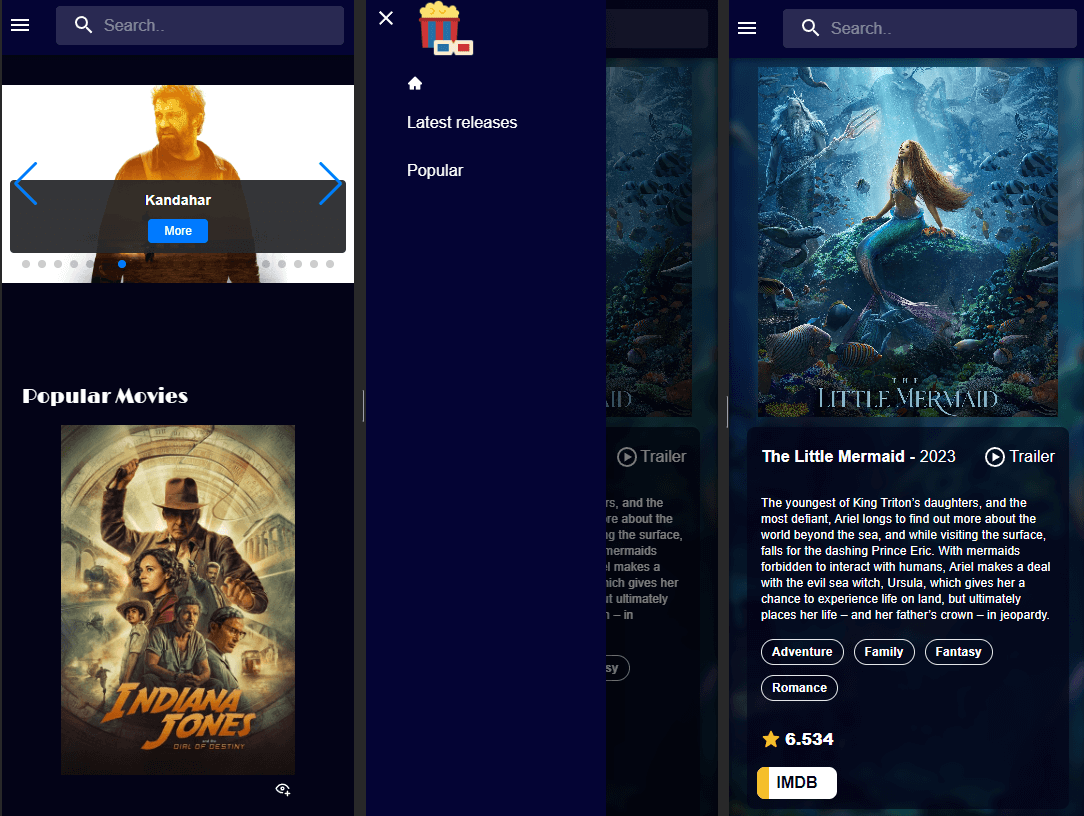 Search..
Kandahar
More
Popular Movies
INDIANA
JONES
AND THE
DIAL OF DESTINY
Latest releases
Popular
ID
Trailer
rs, and the
re about the
g the surface,
mermaids
el makes a
hich gives her
ut ultimately
n – in
sy
Search..
THE
LITTLE MERMAID
The Little Mermaid - 2023
Trailer
The youngest of King Triton’s daughters, and the
most defiant, Ariel longs to find out more about the
world beyond the sea, and while visiting the surface,
falls for the dashing Prince Eric. With mermaids
forbidden to interact with humans, Ariel makes a deal
with the evil sea witch, Ursula, which gives her a
chance to experience life on land, but ultimately
places her life – and her father’s crown – in jeopardy.
Adventure Family Fantasy
Romance
6.534
IMDB